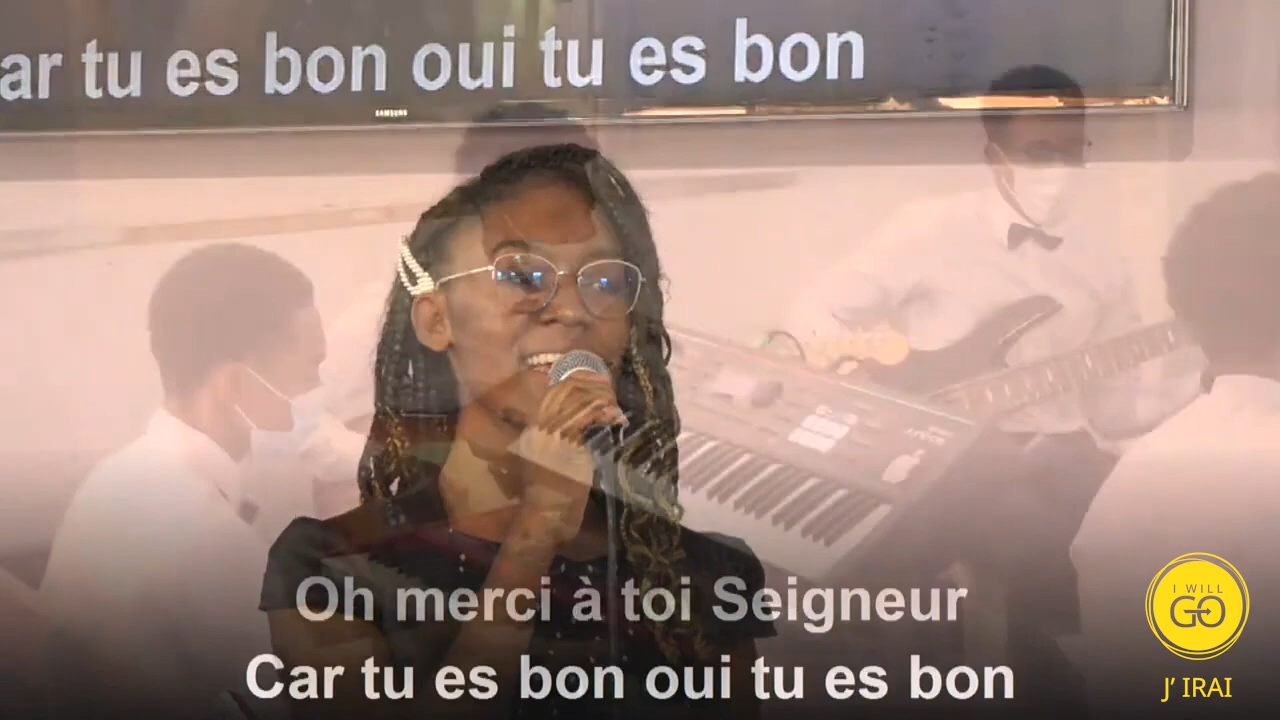 ar tu es bon oui tu es bon
SAMSUNG
Oh merci à toi Seigneur
Car tu es bon oui tu es bon
I WILL
GO
J' IRAI